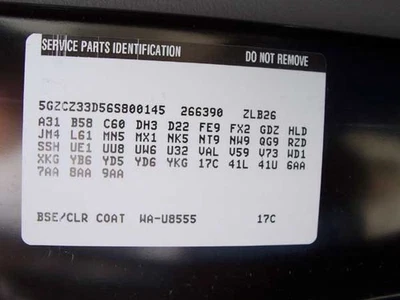 SERVICE PARTS IDENTIFICATION DO NOT REMOVE
5GZCZ33D56S800145 266390 ZLB26
A31 B58 C60 DH3 D22 FE9 FX2 GDZ HLD
JM4 L61 MN5 MX1 NK5 NT9 NW9 QG9 RZD
SSH UE1 UU8 UW6 U32 VAL V59 V73 WD1
XKG YB6 YD5 YD6 YKG 17C 41L 41U 6AA
7AA 8AA 9AA
BSE/CLR COAT WA-U8555 17C